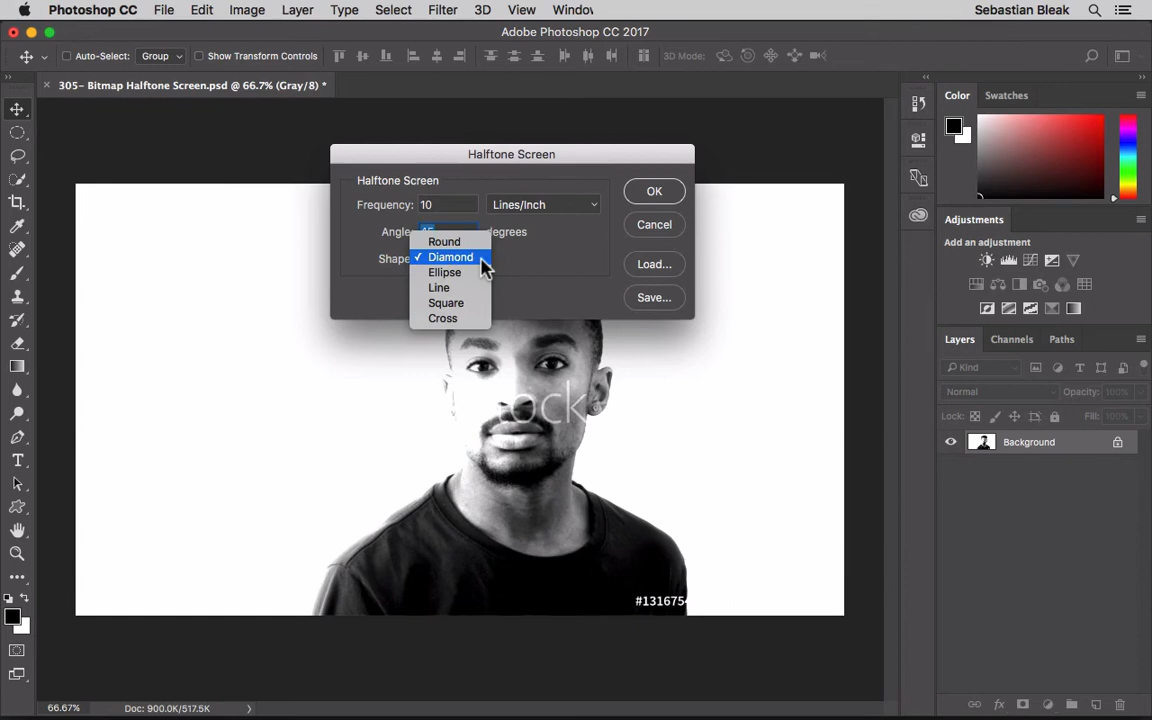 Photoshop CC File Edit Image Layer Type Select Filter 3D View Window Sebastian Bleak
Adobe Photoshop CC 2017
Auto-Select: Group Show Transform Controls 3D Mode:
305- Bitmap Halftone Screen.psd @ 66.7% (Gray/8) *
Color Swatches
Halftone Screen
Halftone Screen
Frequency: 10 Lines/Inch
OK
Angle: 45 degrees
Cancel
Shape
Round
Diamond
Ellipse
Line
Square
Cross
Load...
Save...
Adjustments
Add an adjustment
Layers Channels Paths
Kind
Normal Opacity: 100%
Lock: Fill: 100%
Background
ock
#131675
66.67% Doc: 900.0K/517.5K